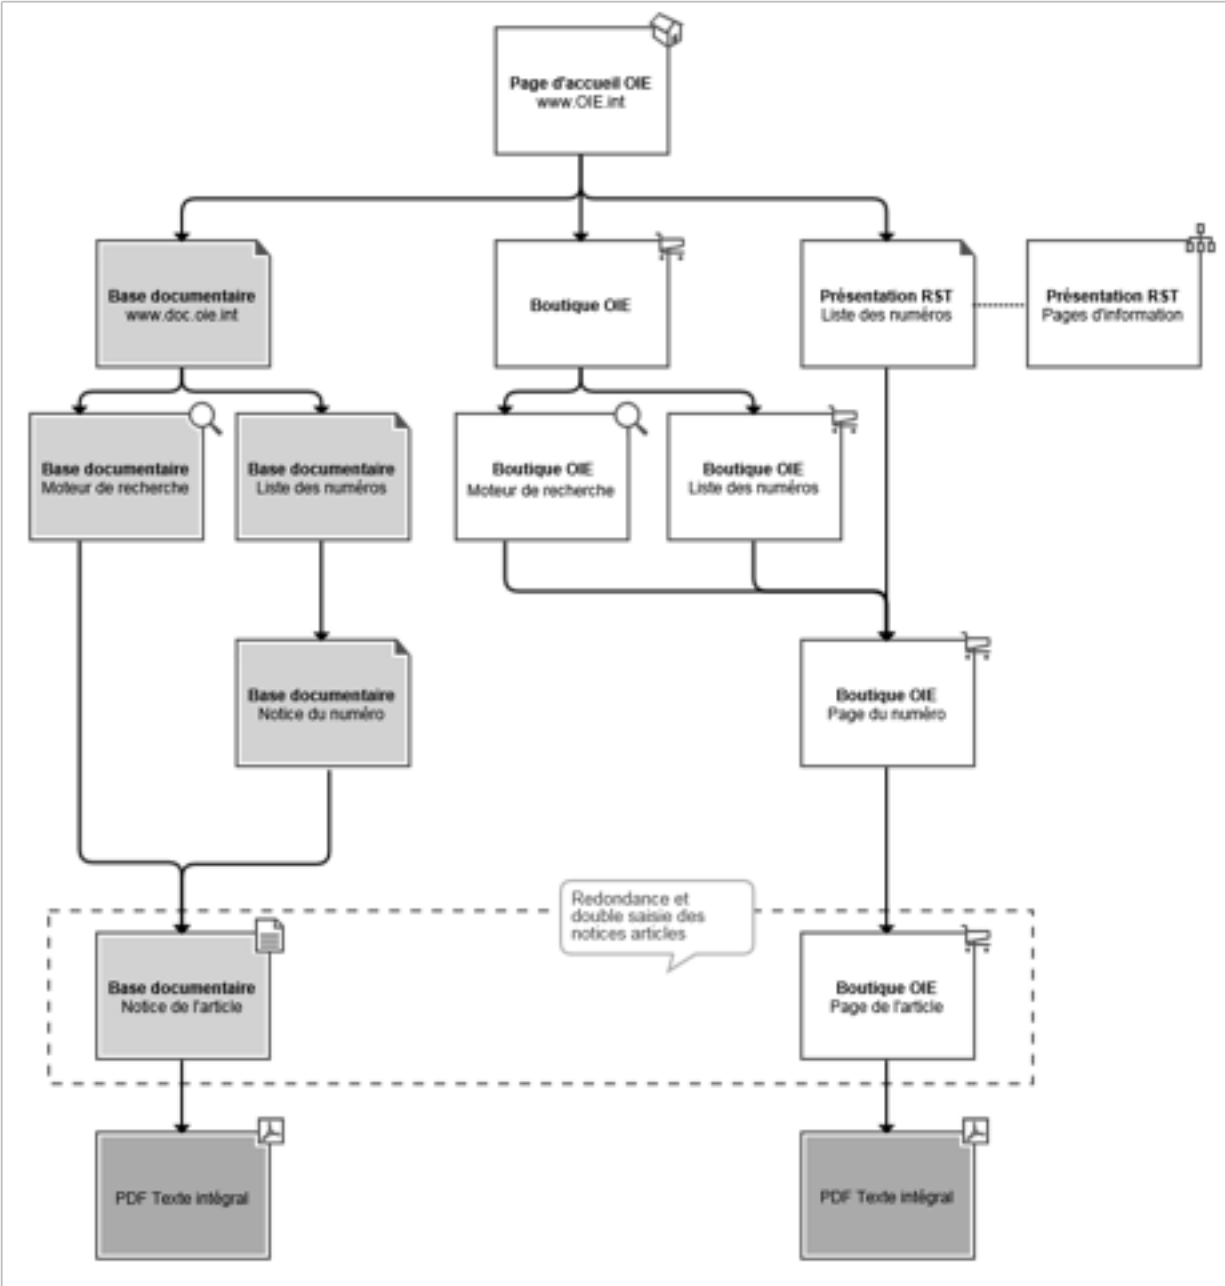 Page d'accueil OIE
www.OIE.int
Base documentaire
www.doc.oie.int
Boutique OIE
Présentation RST
Liste des numéros
Présentation RST
Pages d'information
Base documentaire
Moteur de recherche
Base documentaire
Liste des numéros
Boutique OIE
Moteur de recherche
Boutique OIE
Liste des numéros
Base documentaire
Notice du numéro
Boutique OIE
Page du numéro
Redondance et
double saisie des
notices articles
Base documentaire
Notice de l'article
Boutique OIE
Page de l'article
PDF Texte intégral
PDF Texte intégral